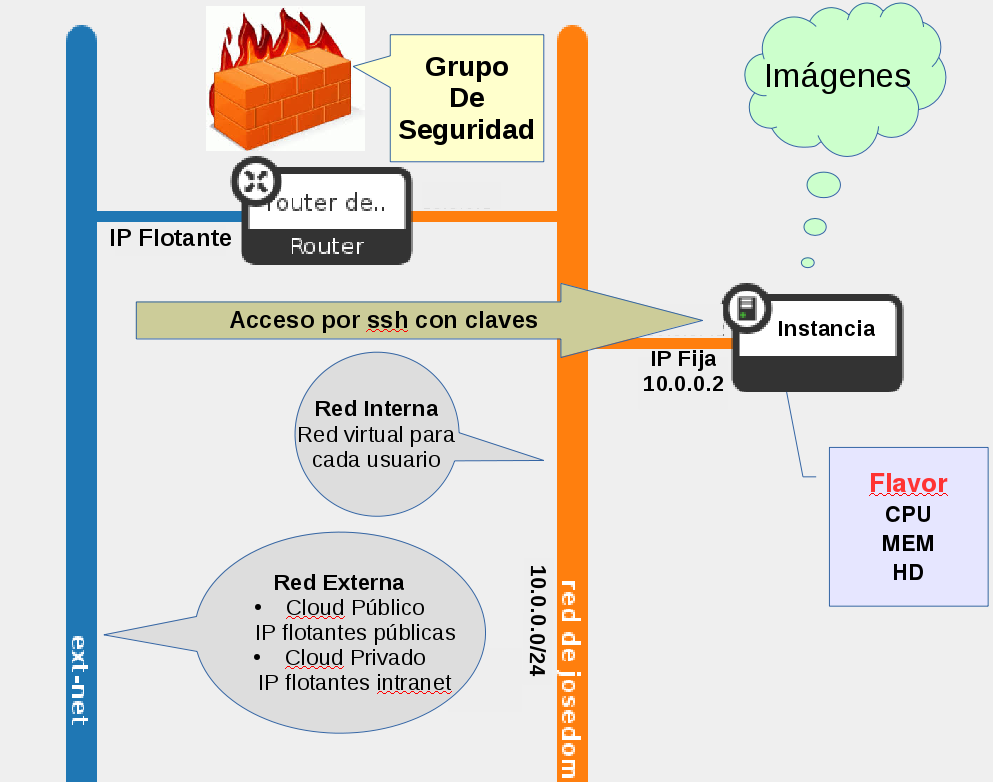 Grupo
De
Seguridad
Imágenes
router de..
Router
IP Flotante
Acceso por ssh con claves
Instancia
IP Fija
10.0.0.2
Red Interna
Red virtual para
cada usuario
Flavor
CPU
MEM
HD
Red Externa
• Cloud Público
IP flotantes públicas
• Cloud Privado
IP flotantes intranet
ext-net
10.0.0.0/24
red de josedom